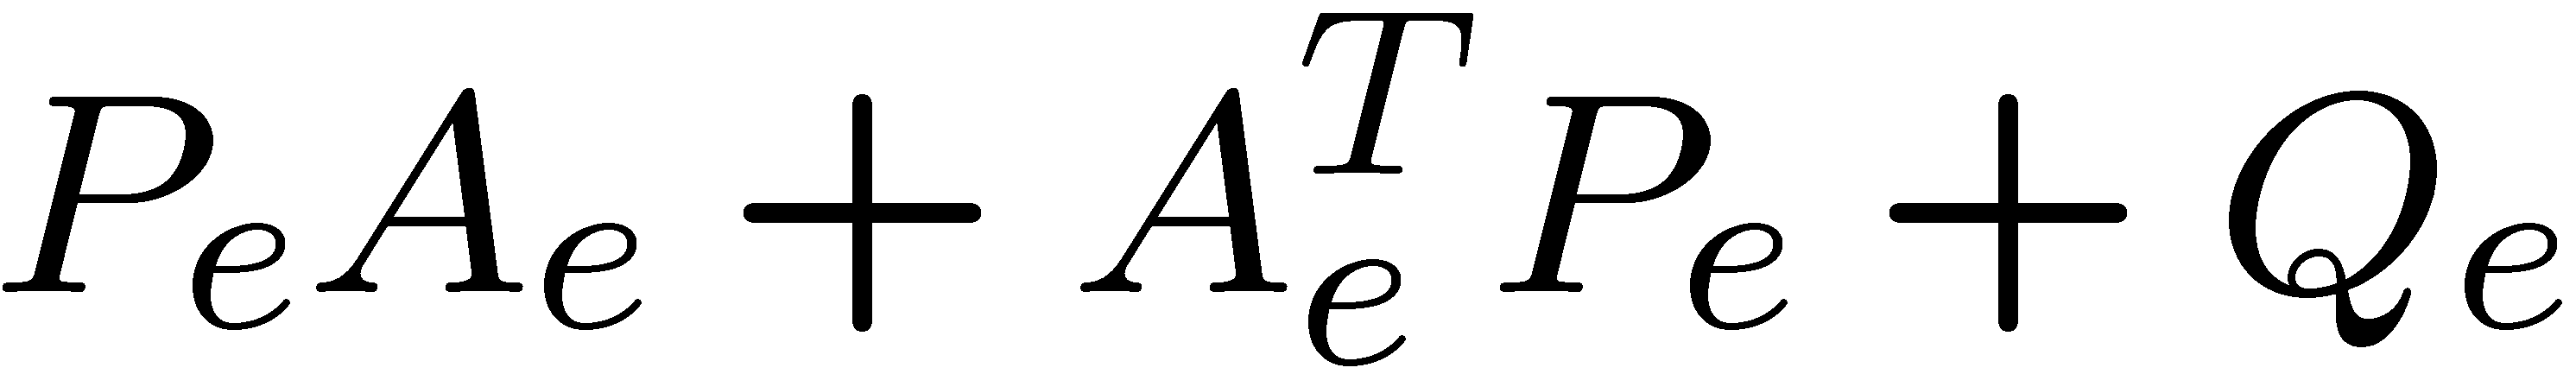 $P_e A_e + A_e^T P_e + Q_e$